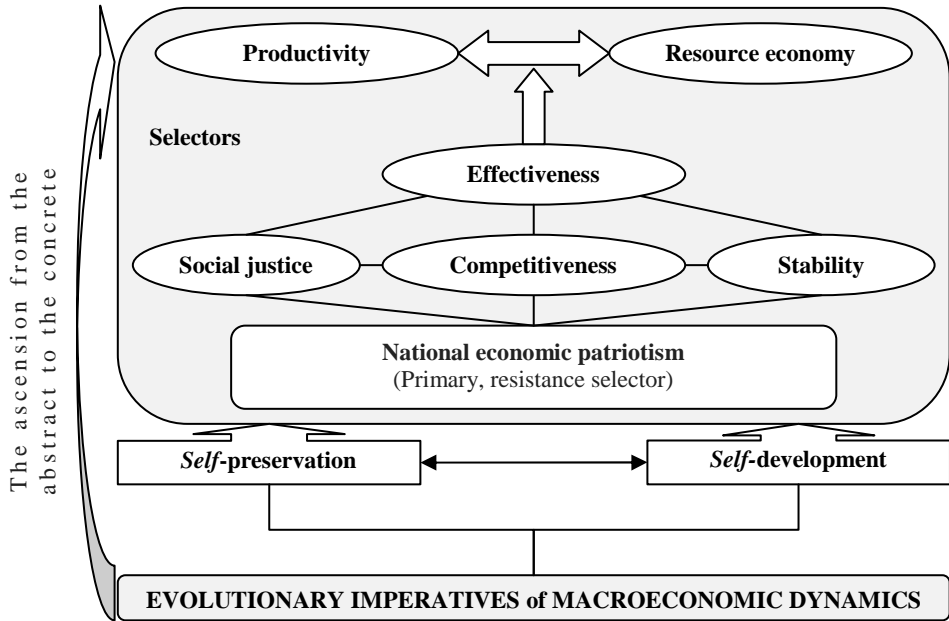 Productivity
Resource economy
Selectors
Effectiveness
Social justice
Competitiveness
Stability
National economic patriotism
(Primary, resistance selector)
Self-preservation
Self-development
EVOLUTIONARY IMPERATIVES of MACROECONOMIC DYNAMICS
The ascension from the
abstract to the concrete